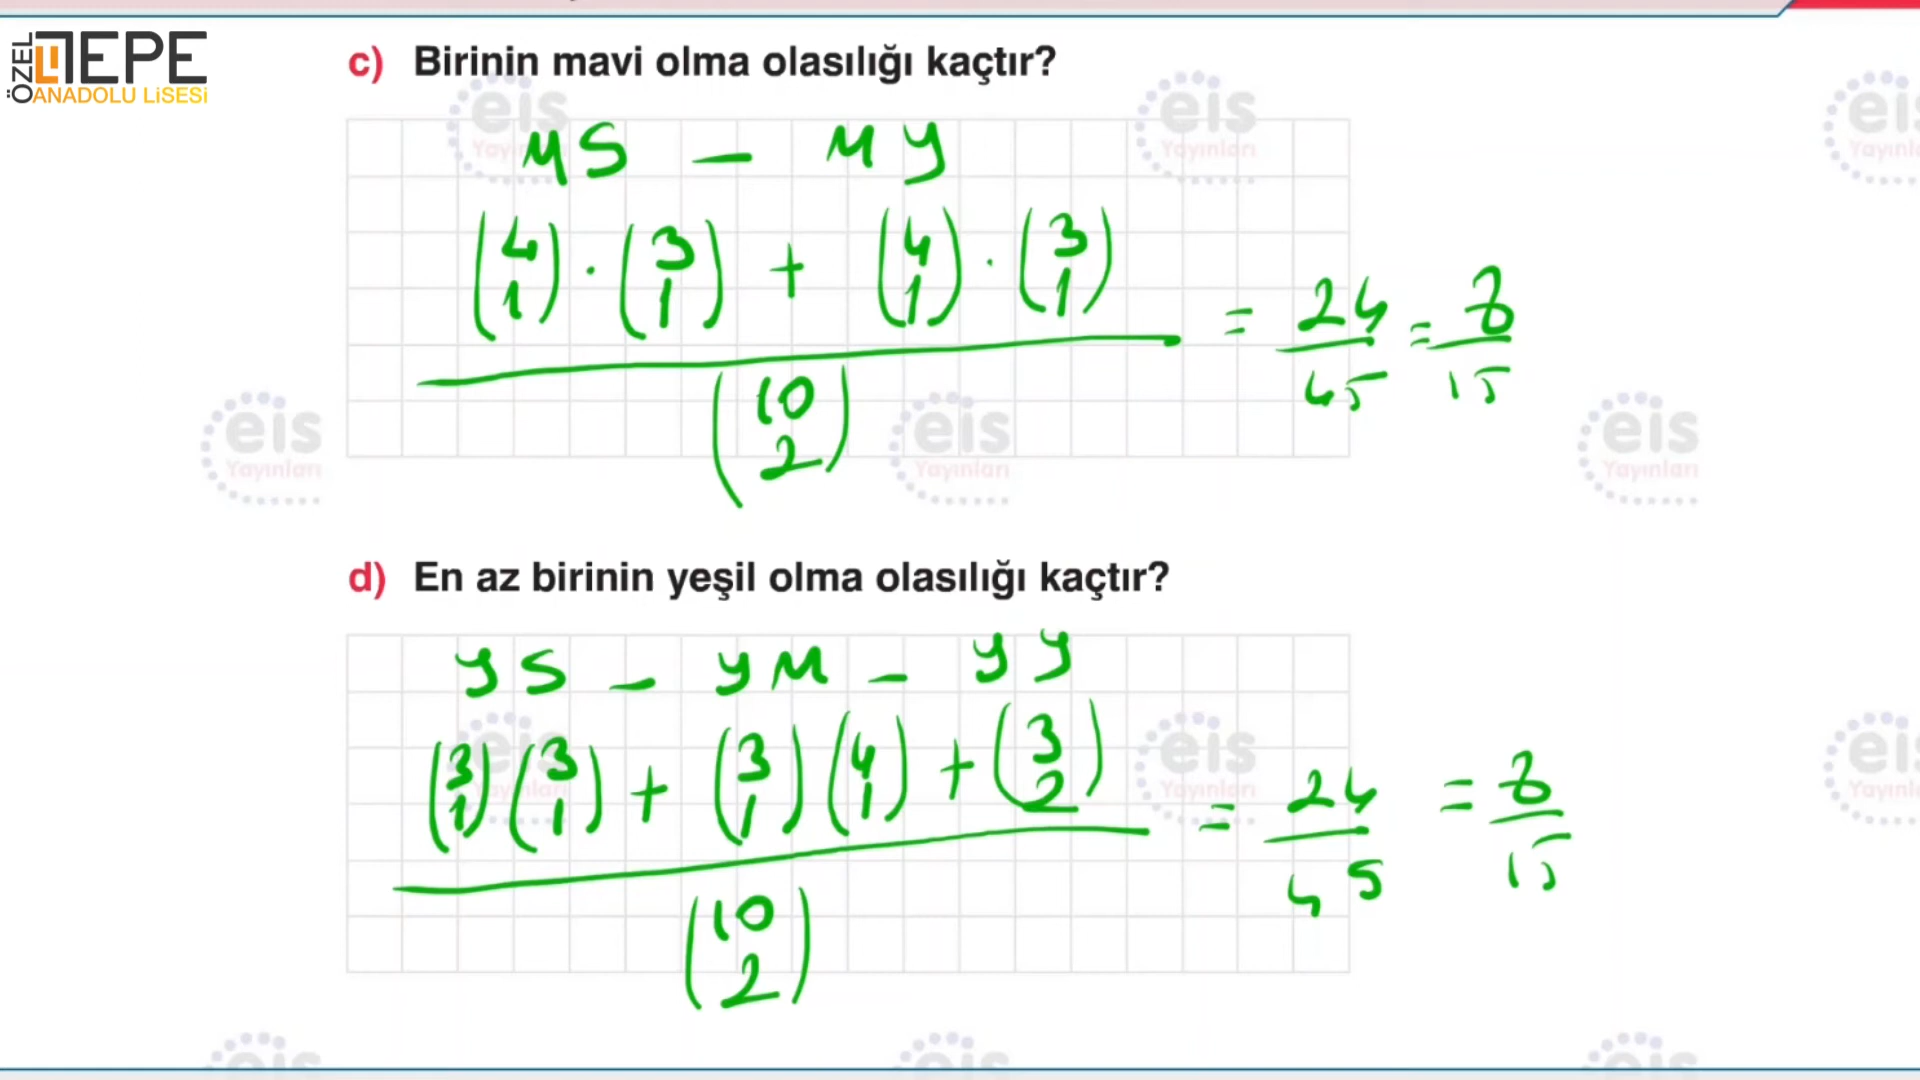 ÖZEL TEPE
ANADOLU LİSESİ
c) Birinin mavi olma olasılığı kaçtır?
MS – MY
(4 1) · (3 1) + (4 1) · (3 1)
(10 2)
= 24/45 = 8/15
d) En az birinin yeşil olma olasılığı kaçtır?
YS – YM – YY
(3 1)(3 1) + (3 1)(4 1) + (3 2)
(10 2)
= 24/45 = 8/15
eis
Yayınları